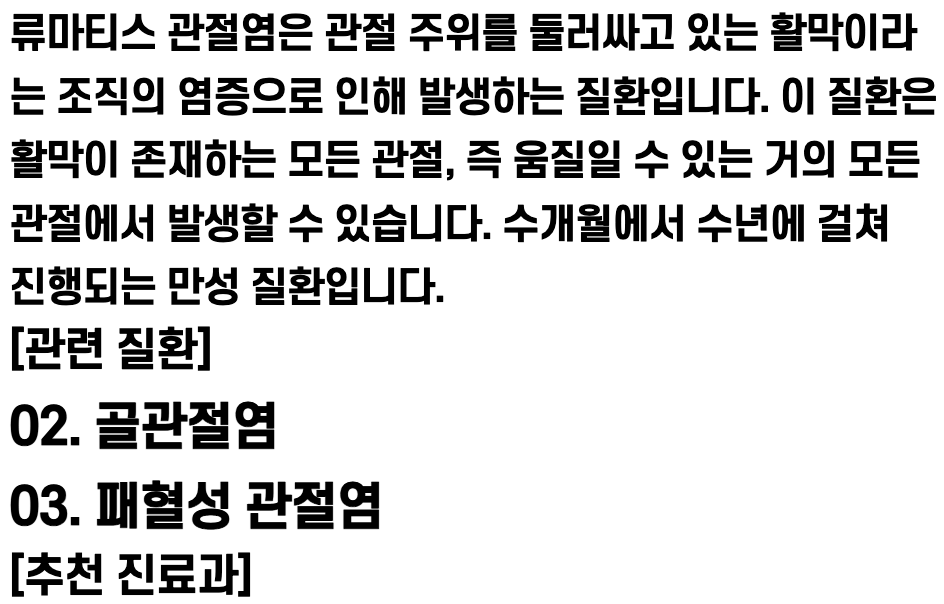 류마티스 관절염은 관절 주위를 둘러싸고 있는 활막이라
는 조직의 염증으로 인해 발생하는 질환입니다. 이 질환은
활막이 존재하는 모든 관절, 즉 움질일 수 있는 거의 모든
관절에서 발생할 수 있습니다. 수개월에서 수년에 걸쳐
진행되는 만성 질환입니다.
[관련 질환]
02. 골관절염
03. 패혈성 관절염
[추천 진료과]